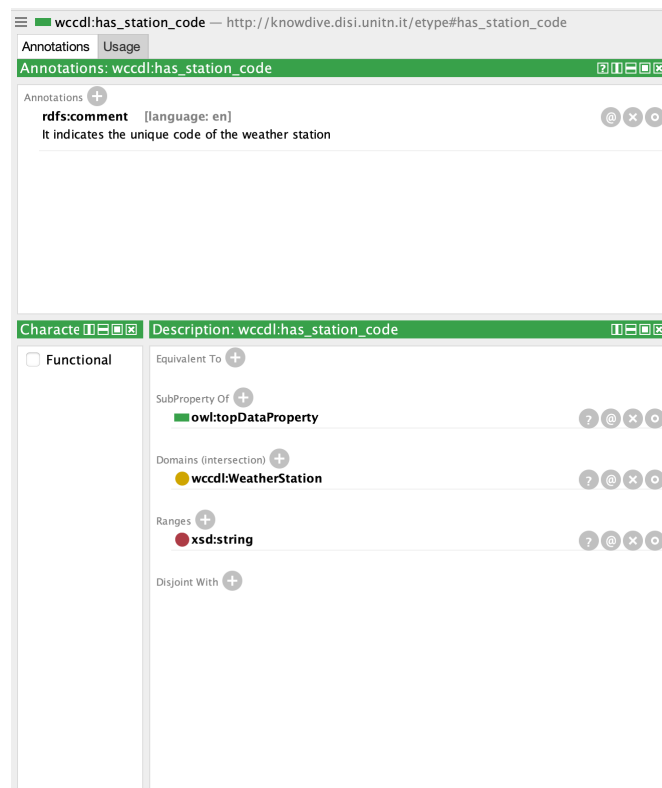 wccdl:has_station_code — http://knowdive.disi.unitn.it/etype#has_station_code
Annotations Usage
Annotations: wccdl:has_station_code
Annotations
rdfs:comment [language: en]
It indicates the unique code of the weather station
Characte
Functional
Description: wccdl:has_station_code
Equivalent To
SubProperty Of
owl:topDataProperty
Domains (intersection)
wccdl:WeatherStation
Ranges
xsd:string
Disjoint With